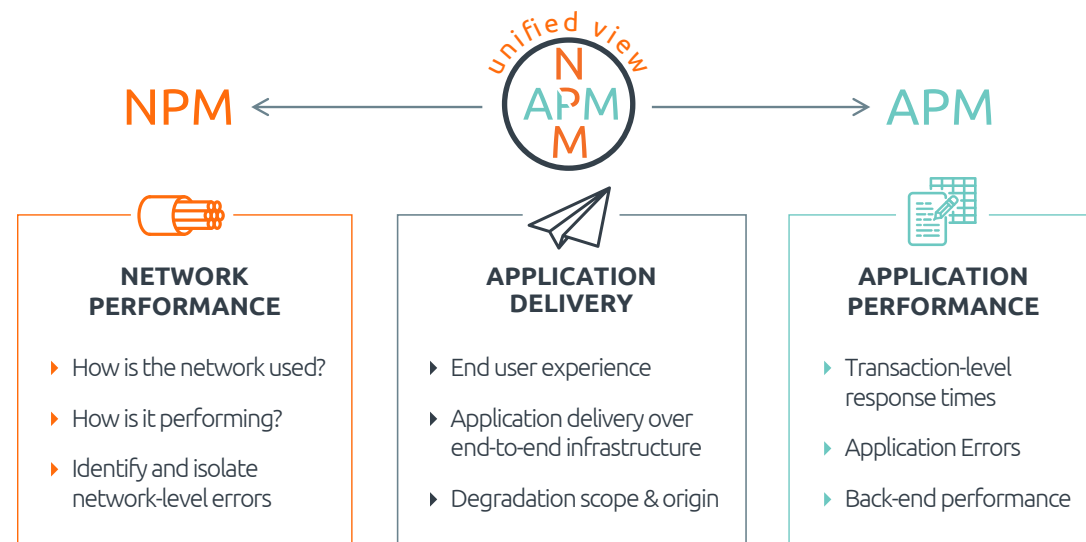 unified view
NPM
N
APM
M
APM
NETWORK
PERFORMANCE
How is the network used?
How is it performing?
Identify and isolate
network-level errors
APPLICATION
DELIVERY
End user experience
Application delivery over
end-to-end infrastructure
Degradation scope & origin
APPLICATION
PERFORMANCE
Transaction-level
response times
Application Errors
Back-end performance